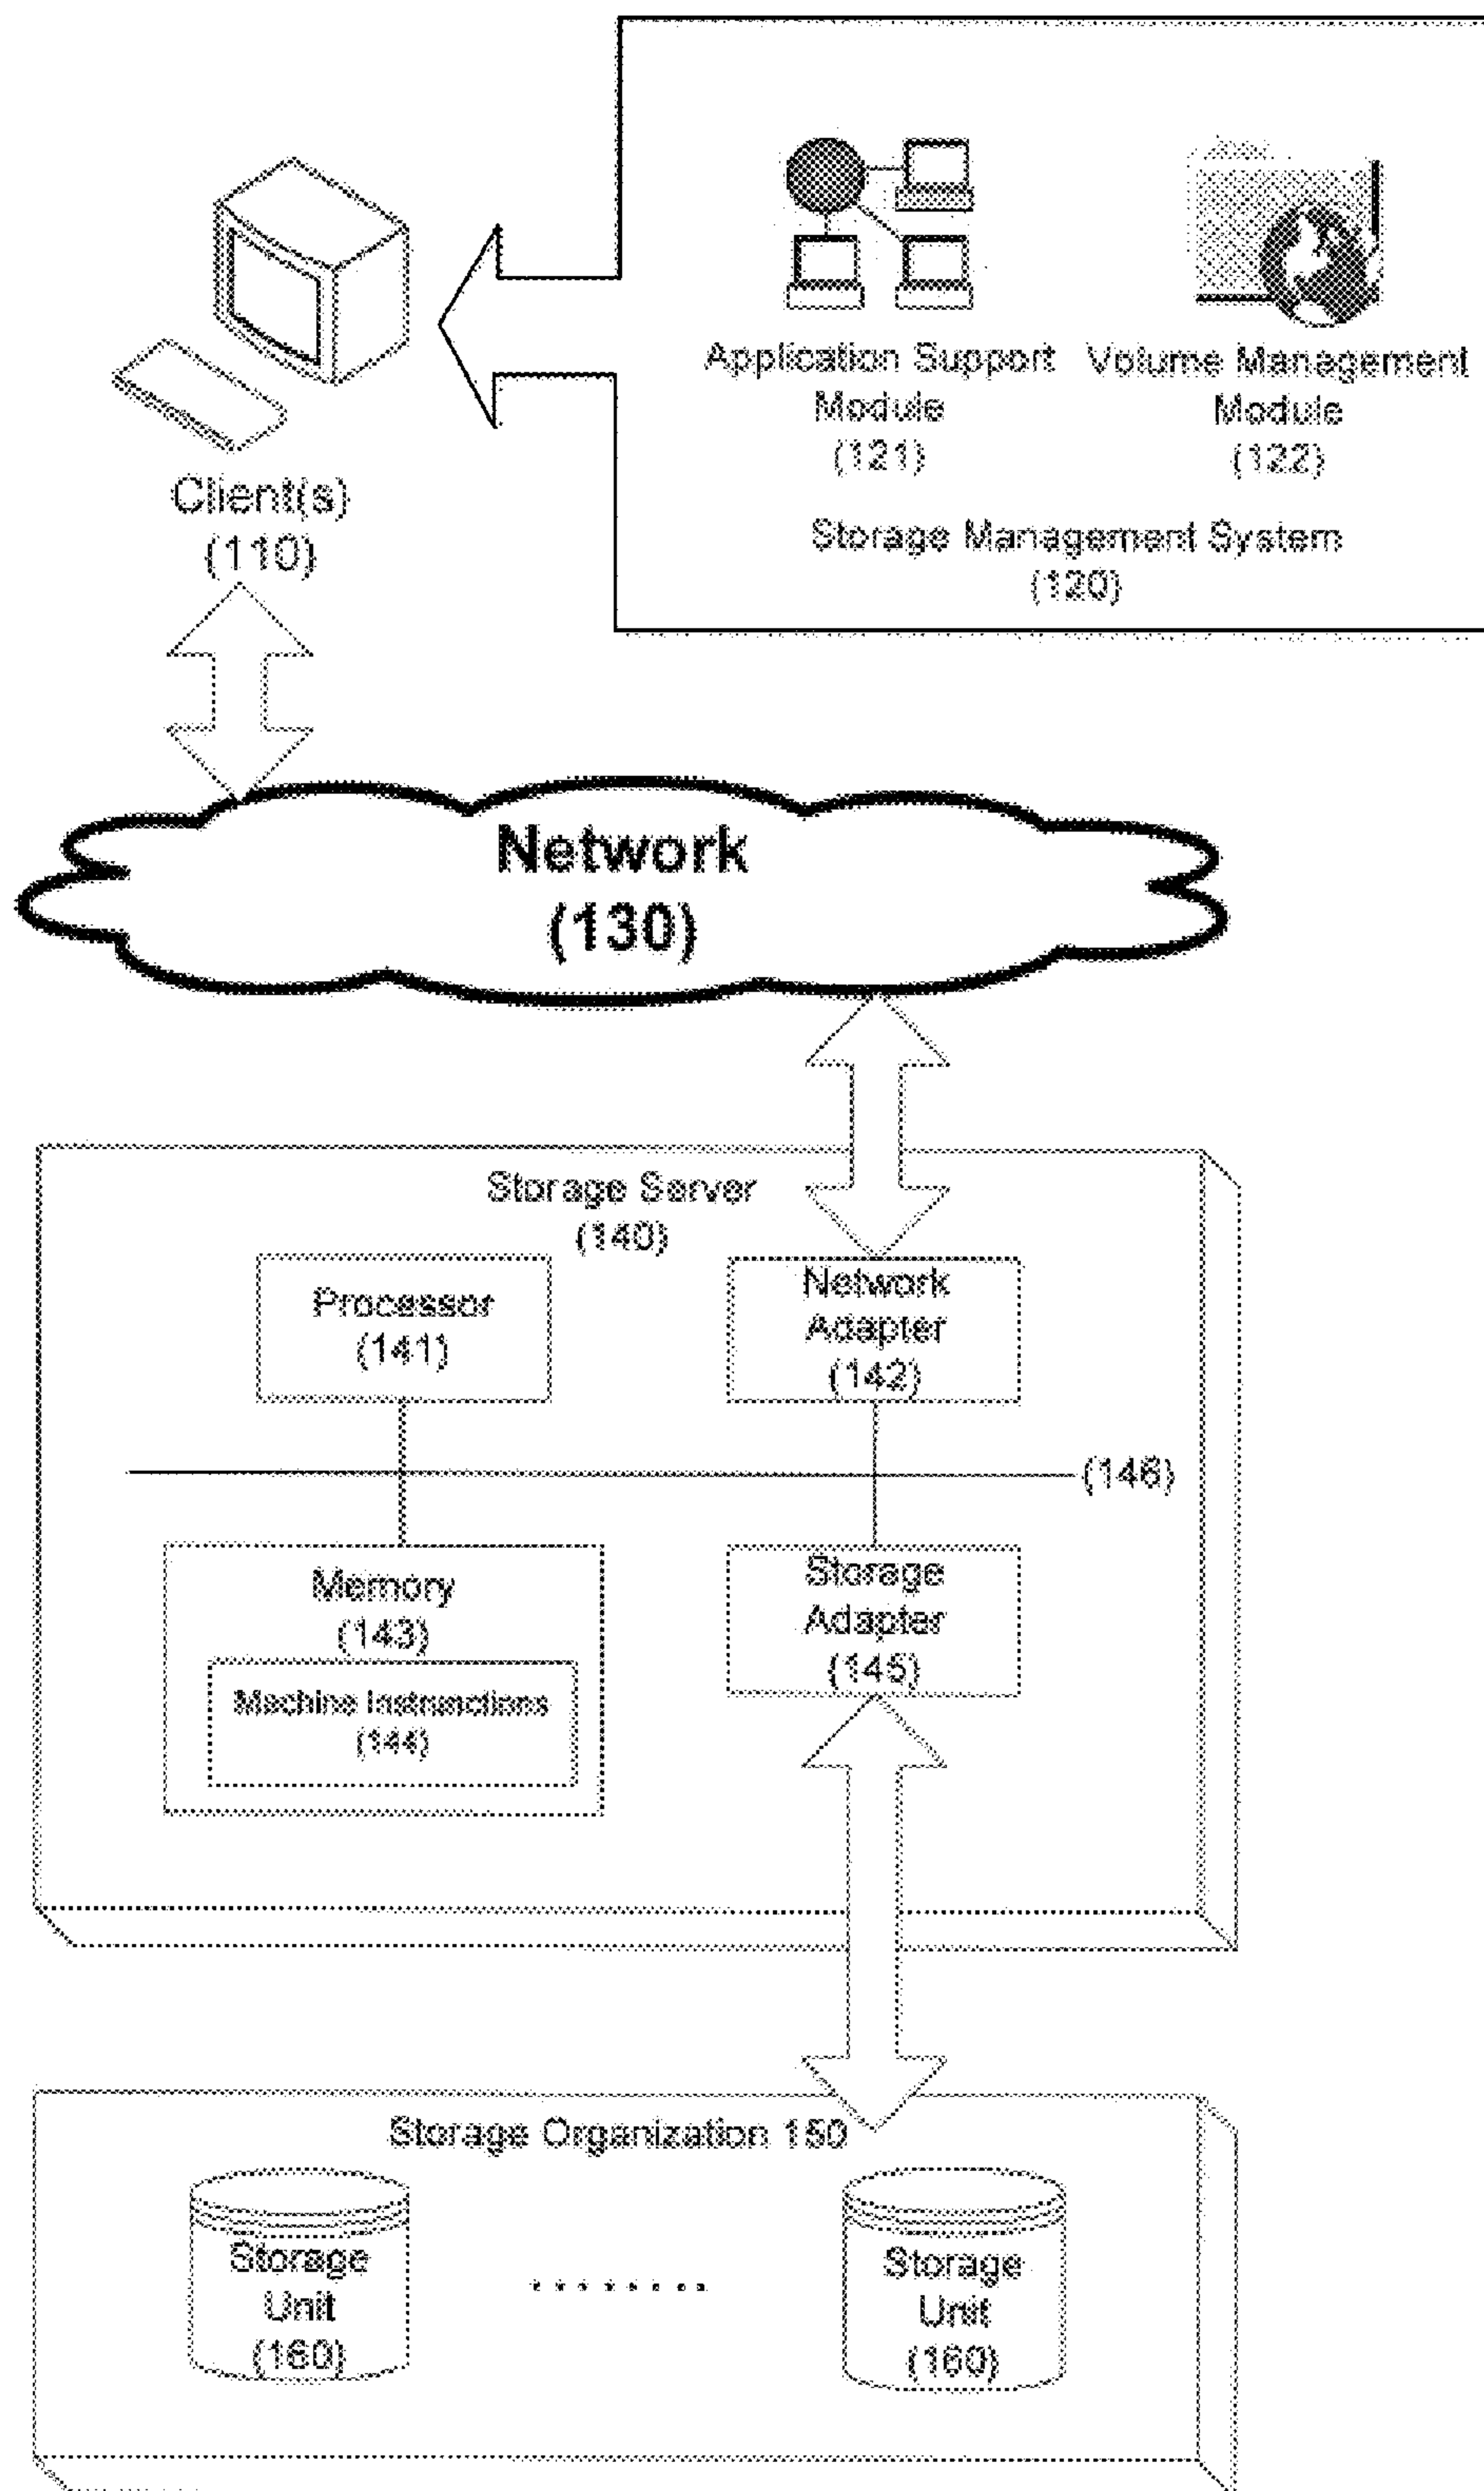 Application Support
Module
(121)
Volume Management
Module
(122)
Storage Management System
(120)
Client(s)
(110)
Network
(130)
Storage Server
(140)
Processor
(141)
Network
Adapter
(142)
(146)
Memory
(143)
Machine Instructions
(144)
Storage
Adapter
(145)
Storage Organization 150
Storage
Unit
(160)
Storage
Unit
(160)